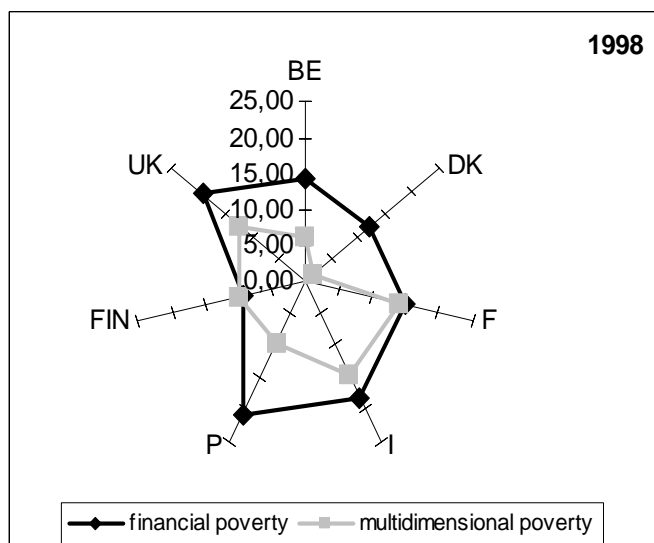 1998
BE
25,00
20,00
UK
DK
15,00
10,00
5,00
0,00
FIN
F
P
I
financial poverty
multidimensional poverty